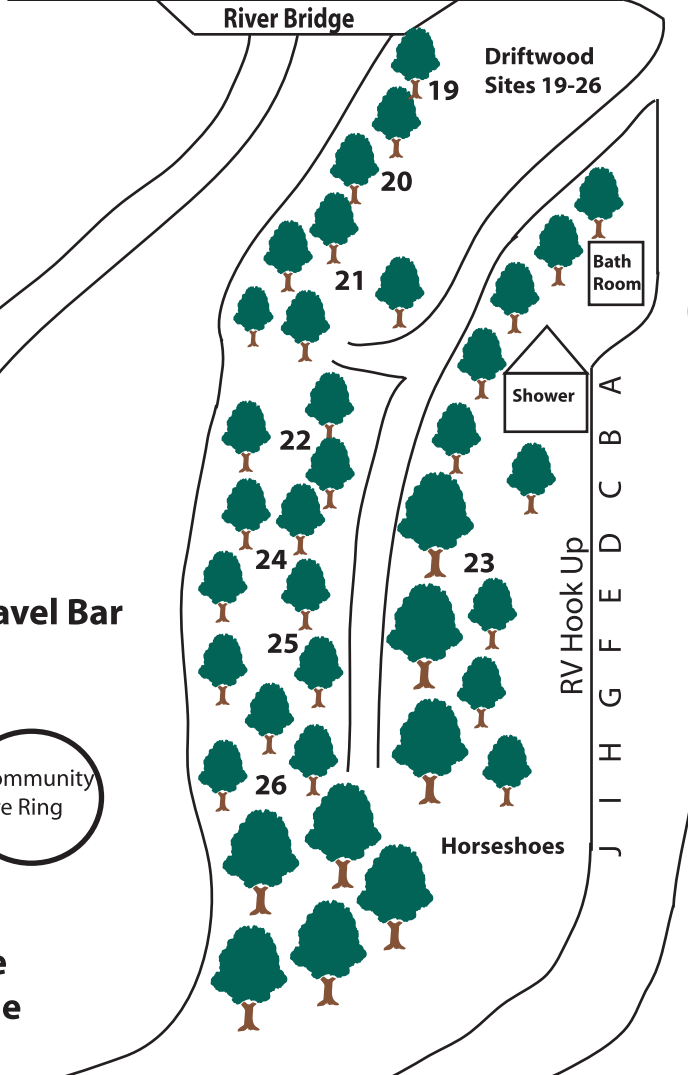 River Bridge
Driftwood
Sites 19-26
19
20
21
Bath
Room
Shower
A
B
C
D
E
F
G
H
I
J
RV Hook Up
22
23
24
25
26
avel Bar
ommunity
e Ring
Horseshoes
e
e